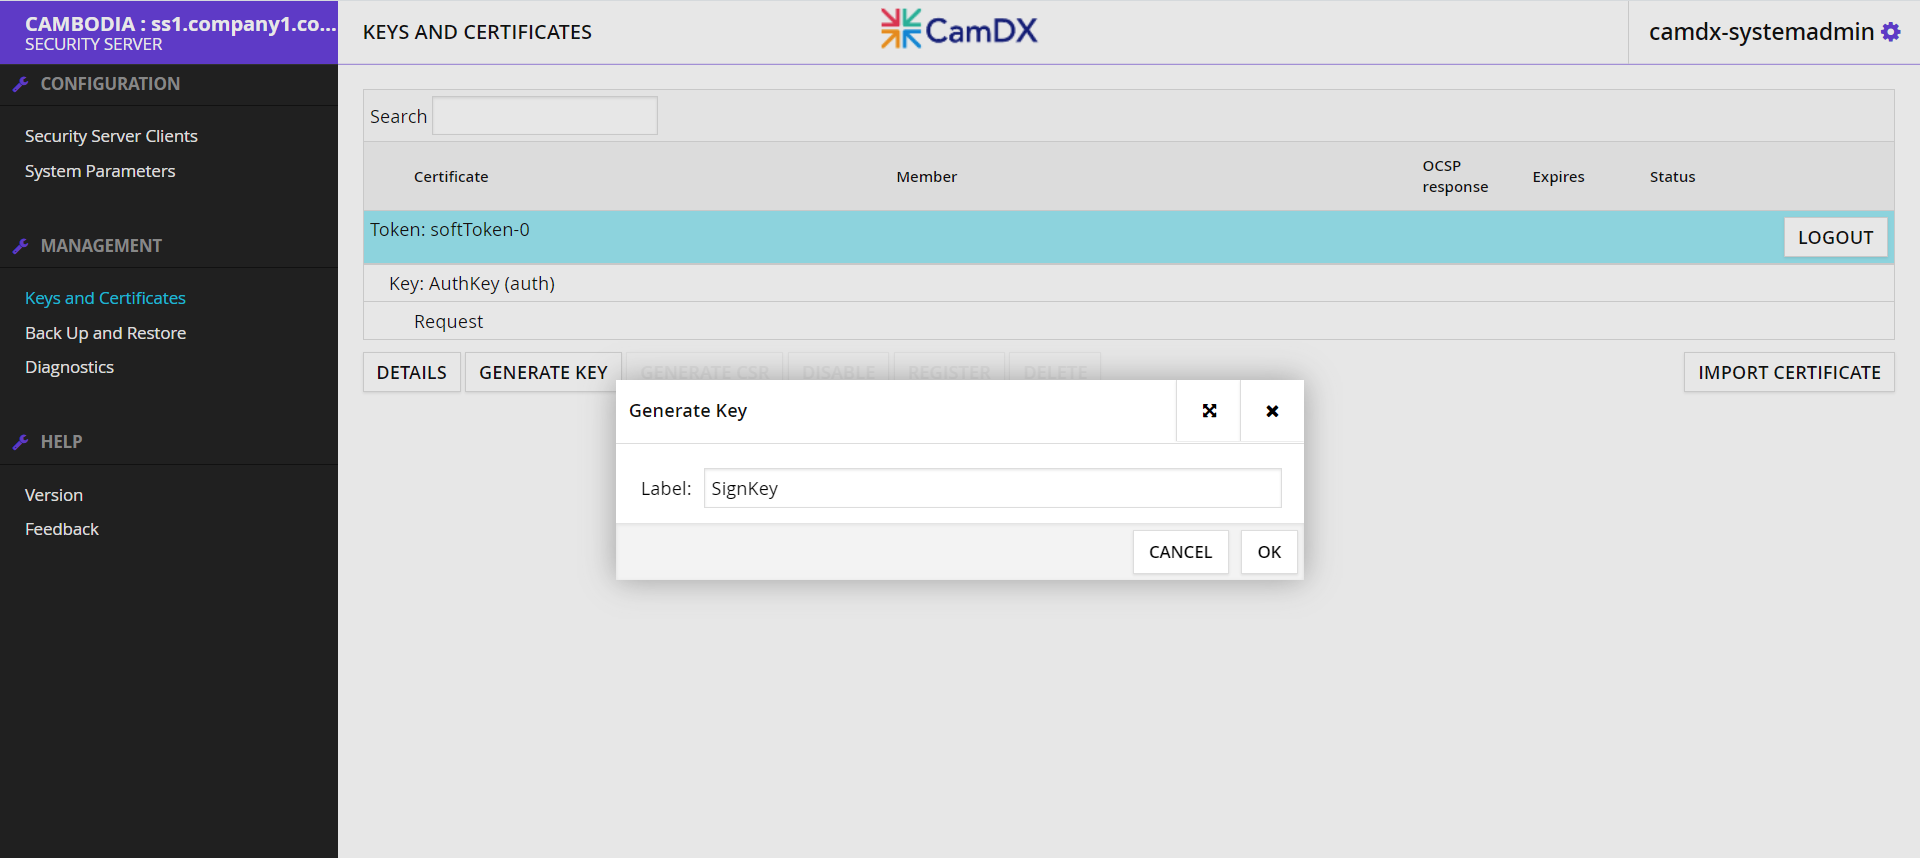 CAMBODIA : ss1.company1.co...
SECURITY SERVER
KEYS AND CERTIFICATES
CamDX
camdx-systemadmin
CONFIGURATION
Security Server Clients
System Parameters
MANAGEMENT
Keys and Certificates
Back Up and Restore
Diagnostics
HELP
Version
Feedback
Search
Certificate
Member
OCSP
response
Expires
Status
Token: softToken-0
LOGOUT
Key: AuthKey (auth)
Request
DETAILS
GENERATE KEY
GENERATE CSR
DISABLE
REGISTER
DELETE
IMPORT CERTIFICATE
Generate Key
Label:
SignKey
CANCEL
OK